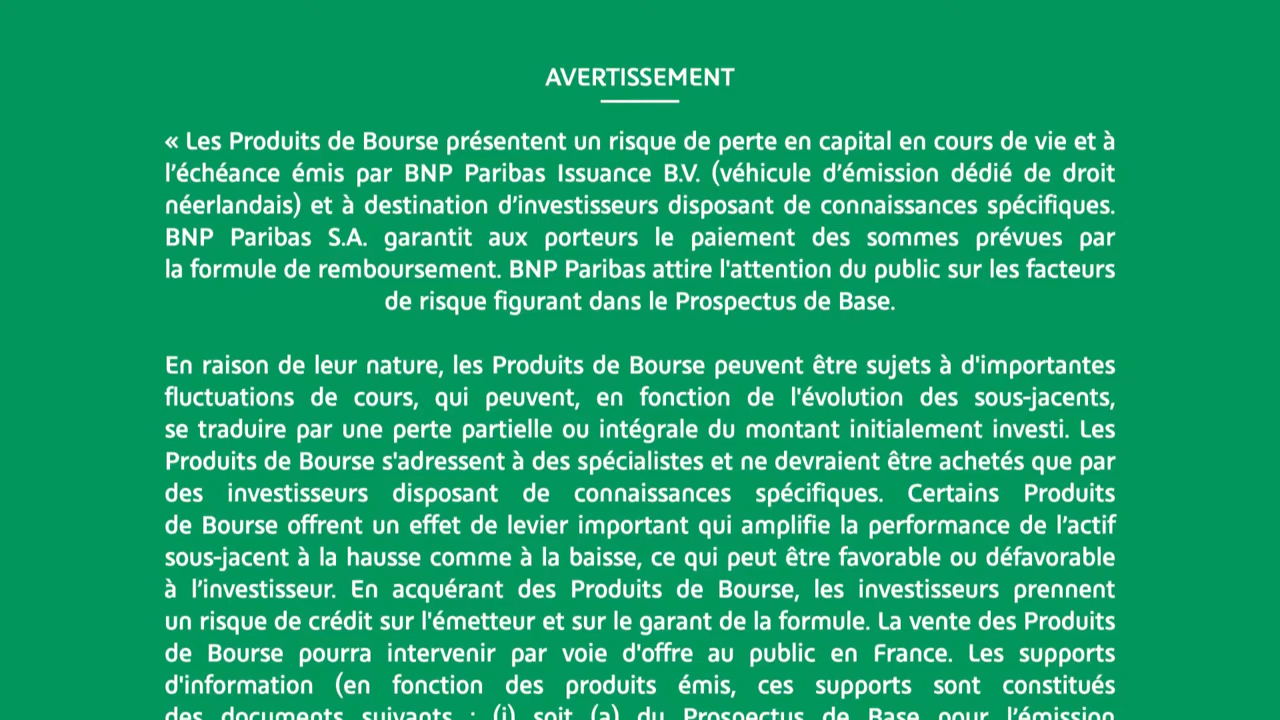 AVERTISSEMENT
« Les Produits de Bourse présentent un risque de perte en capital en cours de vie et à
l’échéance émis par BNP Paribas Issuance B.V. (véhicule d’émission dédié de droit
néerlandais) et à destination d’investisseurs disposant de connaissances spécifiques.
BNP Paribas S.A. garantit aux porteurs le paiement des sommes prévues par
la formule de remboursement. BNP Paribas attire l'attention du public sur les facteurs
de risque figurant dans le Prospectus de Base.
En raison de leur nature, les Produits de Bourse peuvent être sujets à d'importantes
fluctuations de cours, qui peuvent, en fonction de l'évolution des sous-jacents,
se traduire par une perte partielle ou intégrale du montant initialement investi. Les
Produits de Bourse s'adressent à des spécialistes et ne devraient être achetés que par
des investisseurs disposant de connaissances spécifiques. Certains Produits
de Bourse offrent un effet de levier important qui amplifie la performance de l’actif
sous-jacent à la hausse comme à la baisse, ce qui peut être favorable ou défavorable
à l’investisseur. En acquérant des Produits de Bourse, les investisseurs prennent
un risque de crédit sur l'émetteur et sur le garant de la formule. La vente des Produits
de Bourse pourra intervenir par voie d'offre au public en France. Les supports
d'information (en fonction des produits émis, ces supports sont constitués
des documents suivants : (i) soit (a) du Prospectus de Base pour l’émission